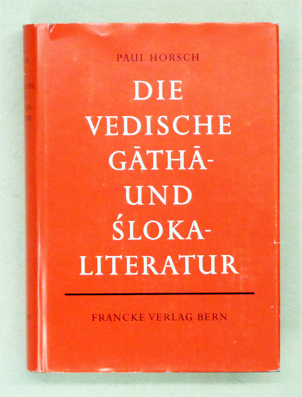 PAUL HORSCH
DIE
VEDISCHE
GĀTHĀ-
UND
ŚLOKA-
LITERATUR
FRANCKE VERLAG BERN